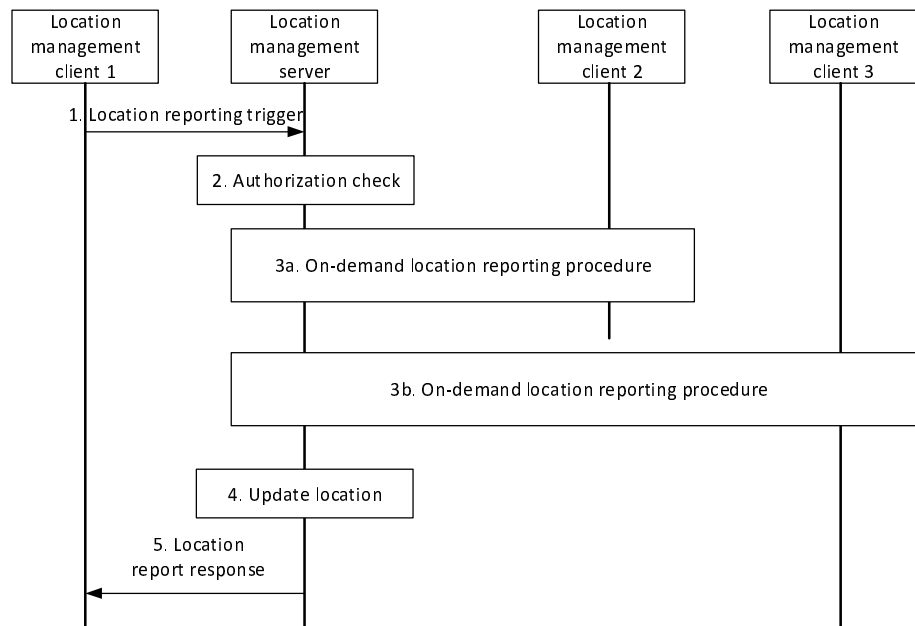 Location
management
client 1
Location
management
server
Location
management
client 2
Location
management
client 3
1. Location reporting trigger
2. Authorization check
3a. On-demand location reporting procedure
3b. On-demand location reporting procedure
4. Update location
5. Location
report response